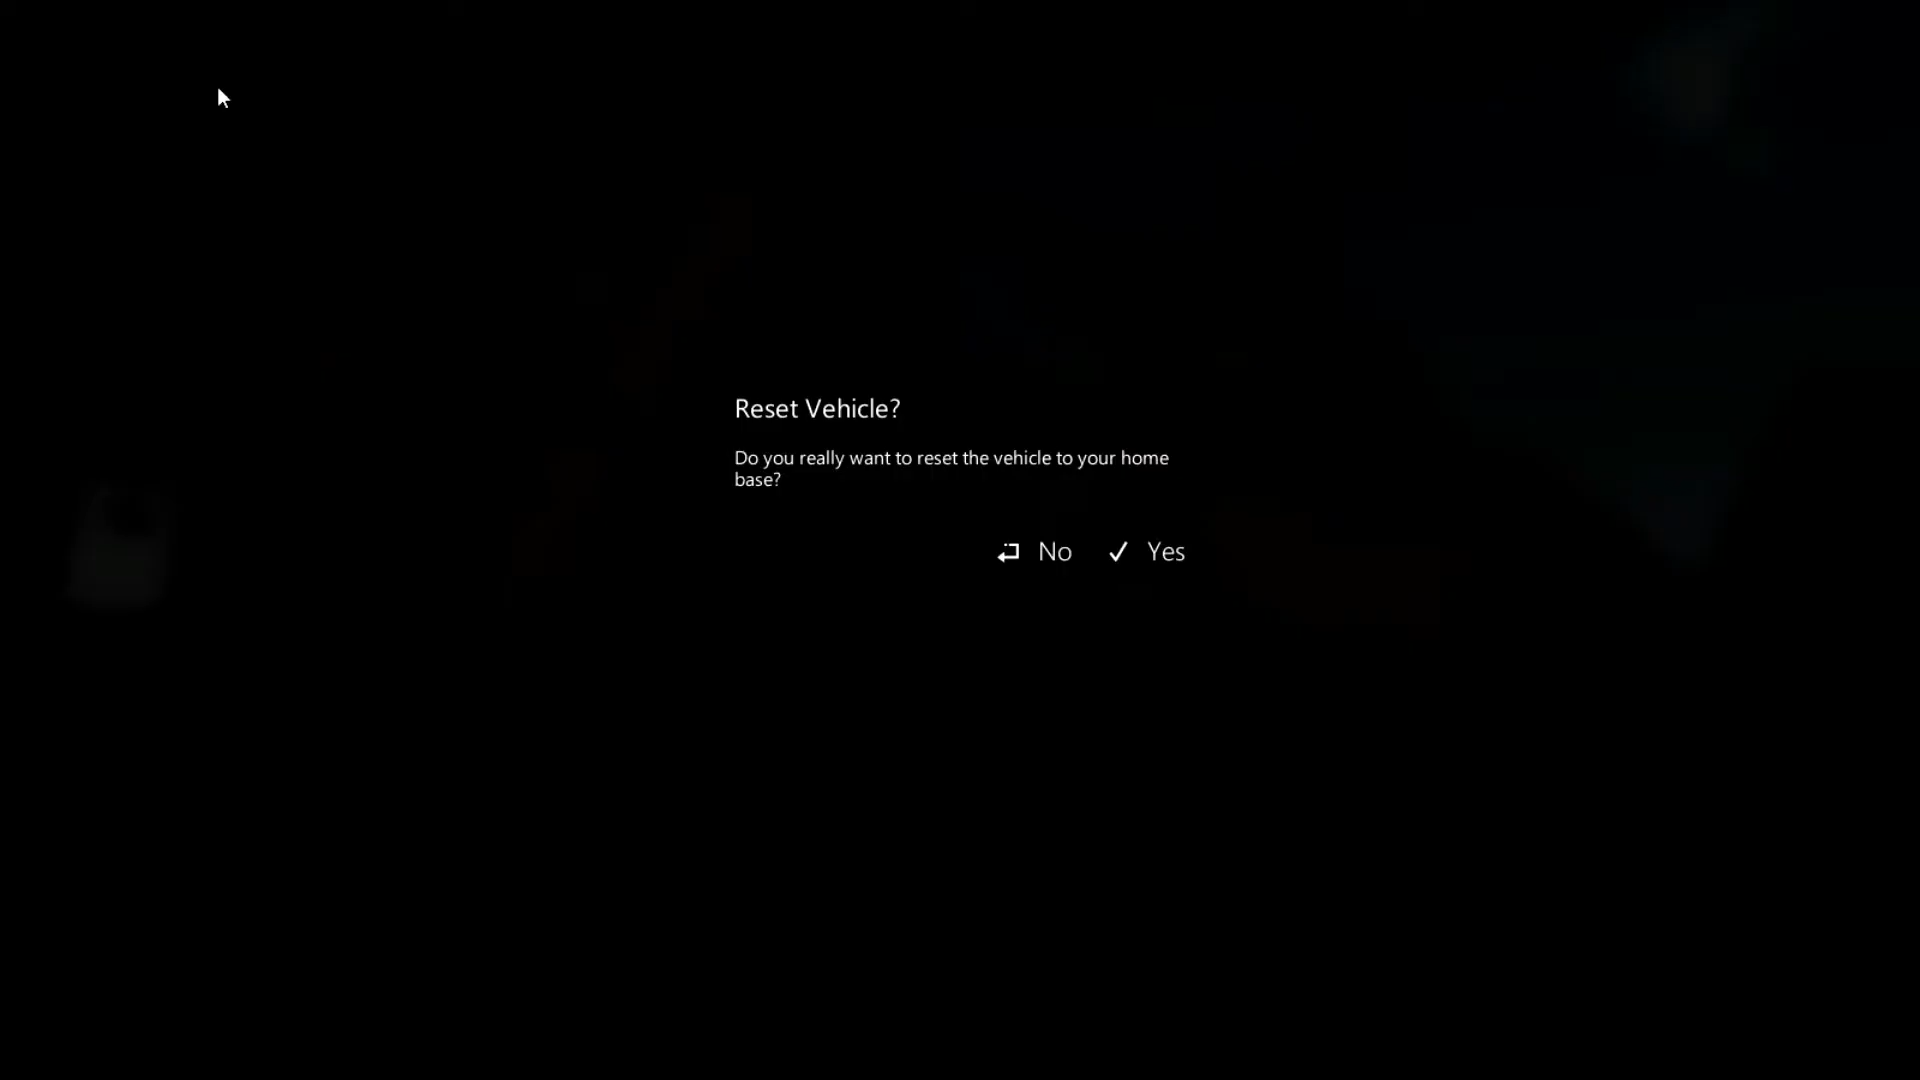 Reset Vehicle?
Do you really want to reset the vehicle to your home
base?
No Yes